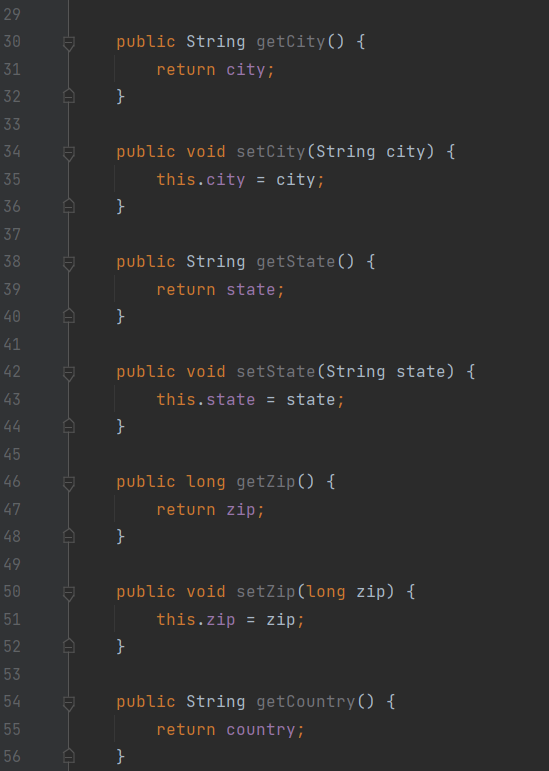 29
30 public String getCity() {
31 return city;
32 }
33
34 public void setCity(String city) {
35 this.city = city;
36 }
37
38 public String getState() {
39 return state;
40 }
41
42 public void setState(String state) {
43 this.state = state;
44 }
45
46 public long getZip() {
47 return zip;
48 }
49
50 public void setZip(long zip) {
51 this.zip = zip;
52 }
53
54 public String getCountry() {
55 return country;
56 }